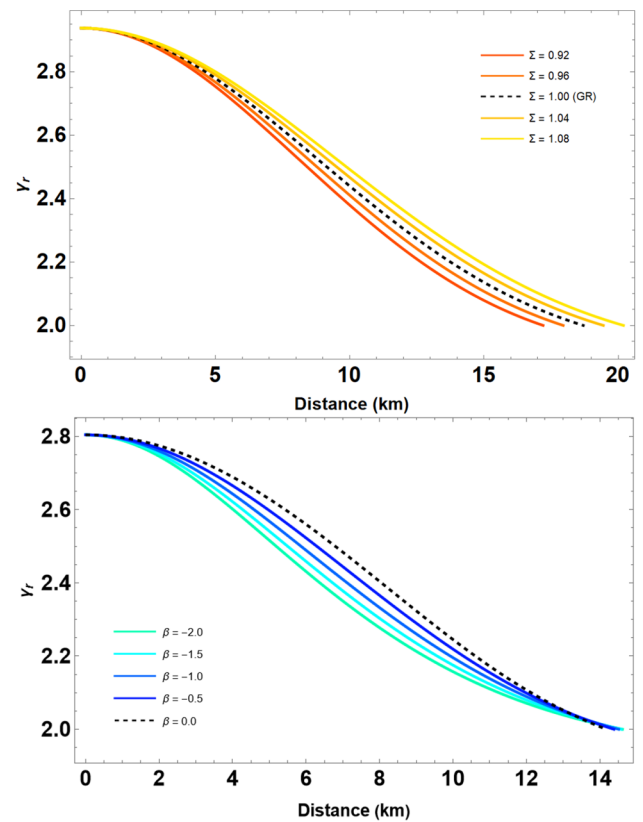 2.8
2.6
2.4
2.2
2.0
γr
Σ = 0.92
Σ = 0.96
Σ = 1.00 (GR)
Σ = 1.04
Σ = 1.08
0 5 10 15 20
Distance (km)
2.8
2.6
2.4
2.2
2.0
γr
β = −2.0
β = −1.5
β = −1.0
β = −0.5
β = 0.0
0 2 4 6 8 10 12 14
Distance (km)